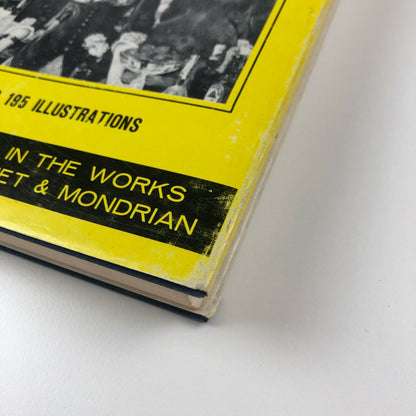 195 ILLUSTRATIONS
IN THE WORKS
ET & MONDRIAN